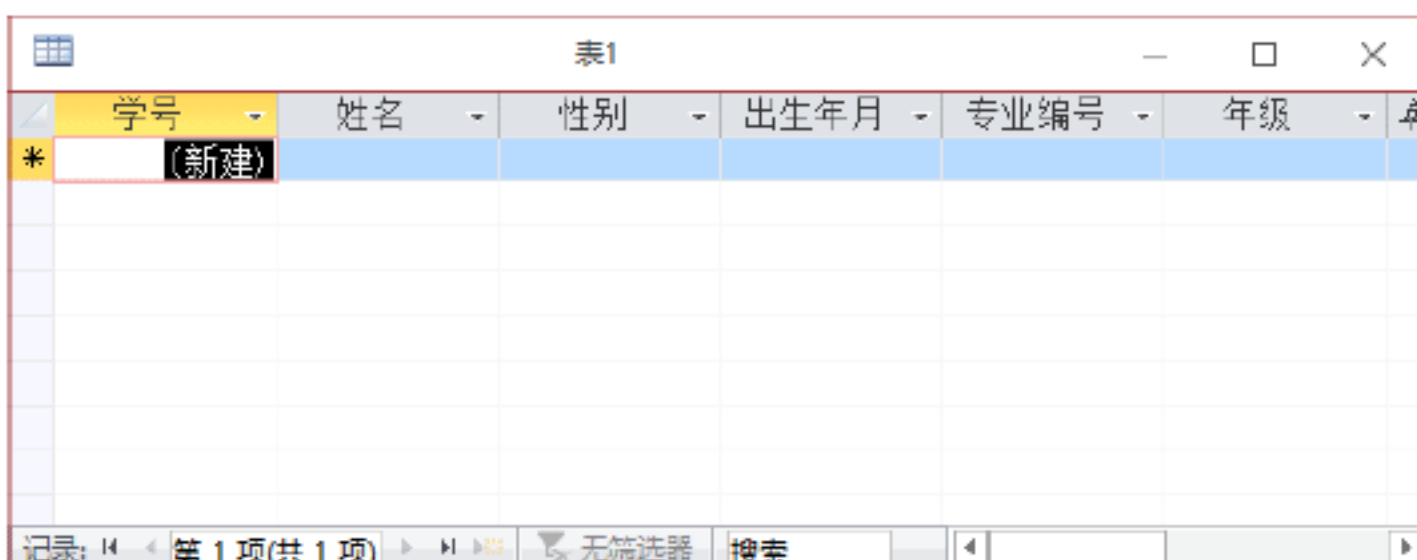 表1
学号 姓名 性别 出生年月 专业编号 年级
(新建)
记录: 第 1 项(共 1 项) 无筛选器 搜索